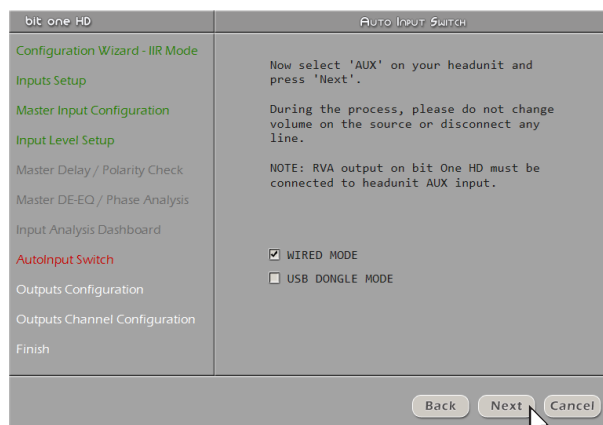 bit one HD
Auto Input Switch
Configuration Wizard - IIR Mode
Inputs Setup
Master Input Configuration
Input Level Setup
Master Delay / Polarity Check
Master DE-EQ / Phase Analysis
Input Analysis Dashboard
AutoInput Switch
Outputs Configuration
Outputs Channel Configuration
Finish
Now select 'AUX' on your headunit and
press 'Next'.
During the process, please do not change
volume on the source or disconnect any
line.
NOTE: RVA output on bit One HD must be
connected to headunit AUX input.
WIRED MODE
USB DONGLE MODE
Back
Next
Cancel